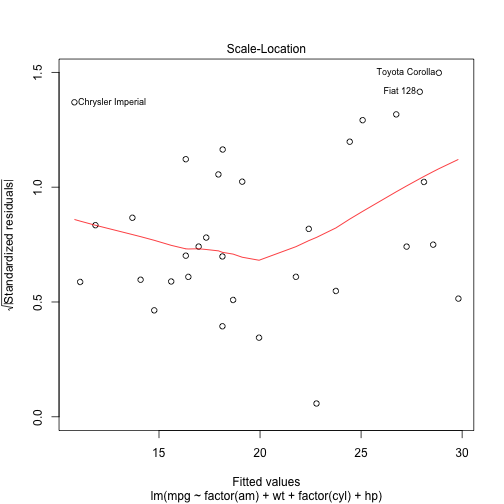 Scale-Location
1.5
1.0
0.5
0.0
√|Standardized residuals|
Toyota Corolla
Fiat 128
Chrysler Imperial
15 20 25 30
Fitted values
lm(mpg ~ factor(am) + wt + factor(cyl) + hp)